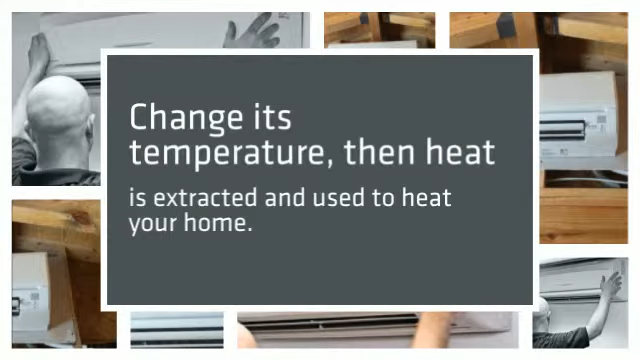 Change its
temperature, then heat
is extracted and used to heat
your home.